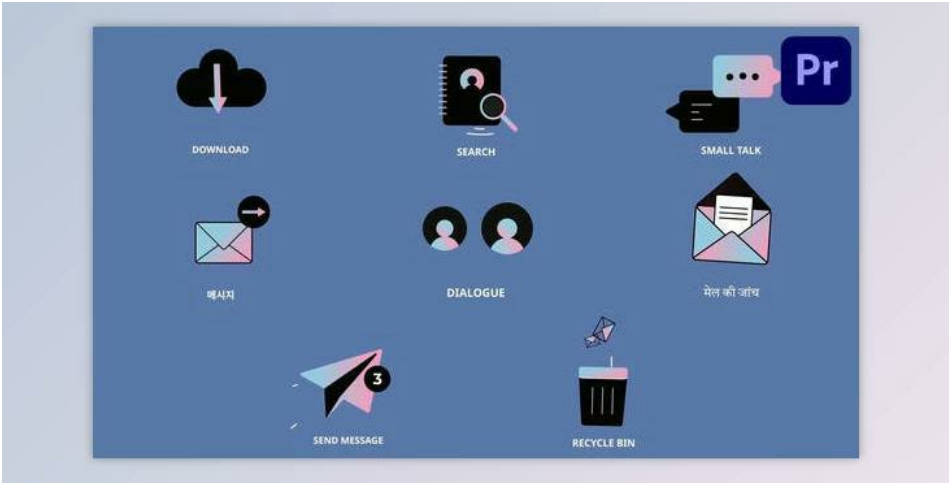 DOWNLOAD
SEARCH
SMALL TALK
Pr
메시지
DIALOGUE
मेल की जांच
3
SEND MESSAGE
RECYCLE BIN